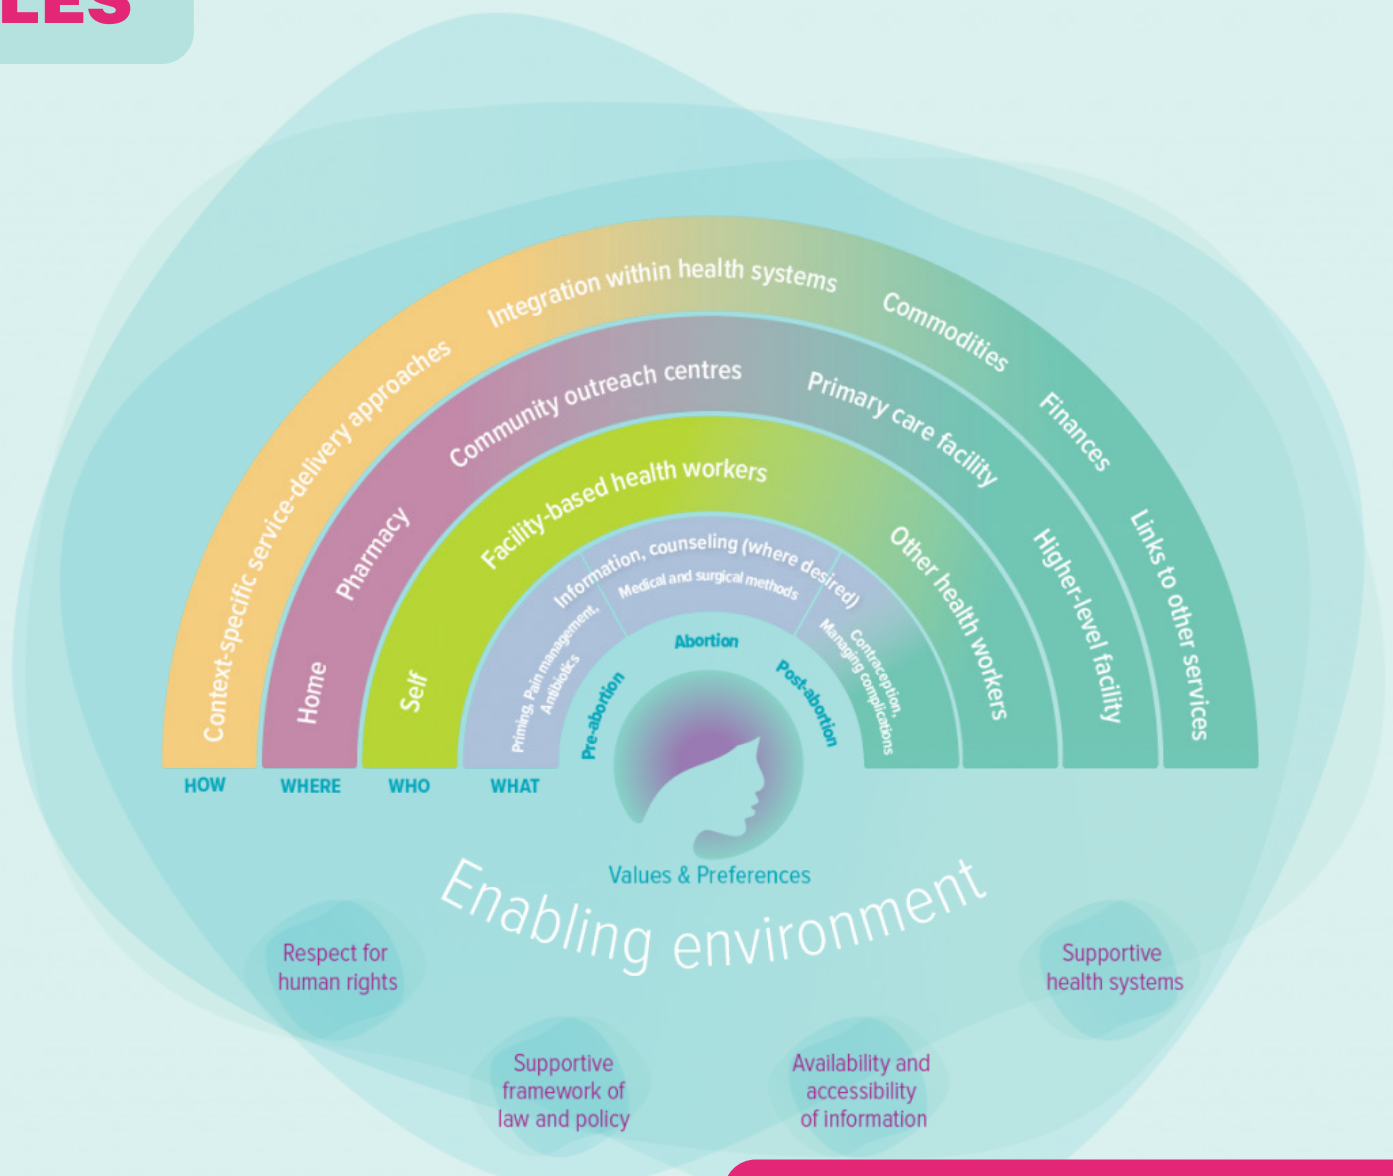 LES
Context-specific service-delivery approaches
Integration within health systems
Commodities
Finances
Links to other services
Home
Pharmacy
Community outreach centres
Primary care facility
Higher-level facility
Self
Facility-based health workers
Other health workers
Information, counseling (where desired)
Priming, Pain management,
Antibiotics
Medical and surgical methods
Contraception,
Managing complications
Pre-abortion
Abortion
Post-abortion
HOW
WHERE
WHO
WHAT
Values & Preferences
Enabling environment
Respect for
human rights
Supportive
framework of
law and policy
Availability and
accessibility
of information
Supportive
health systems